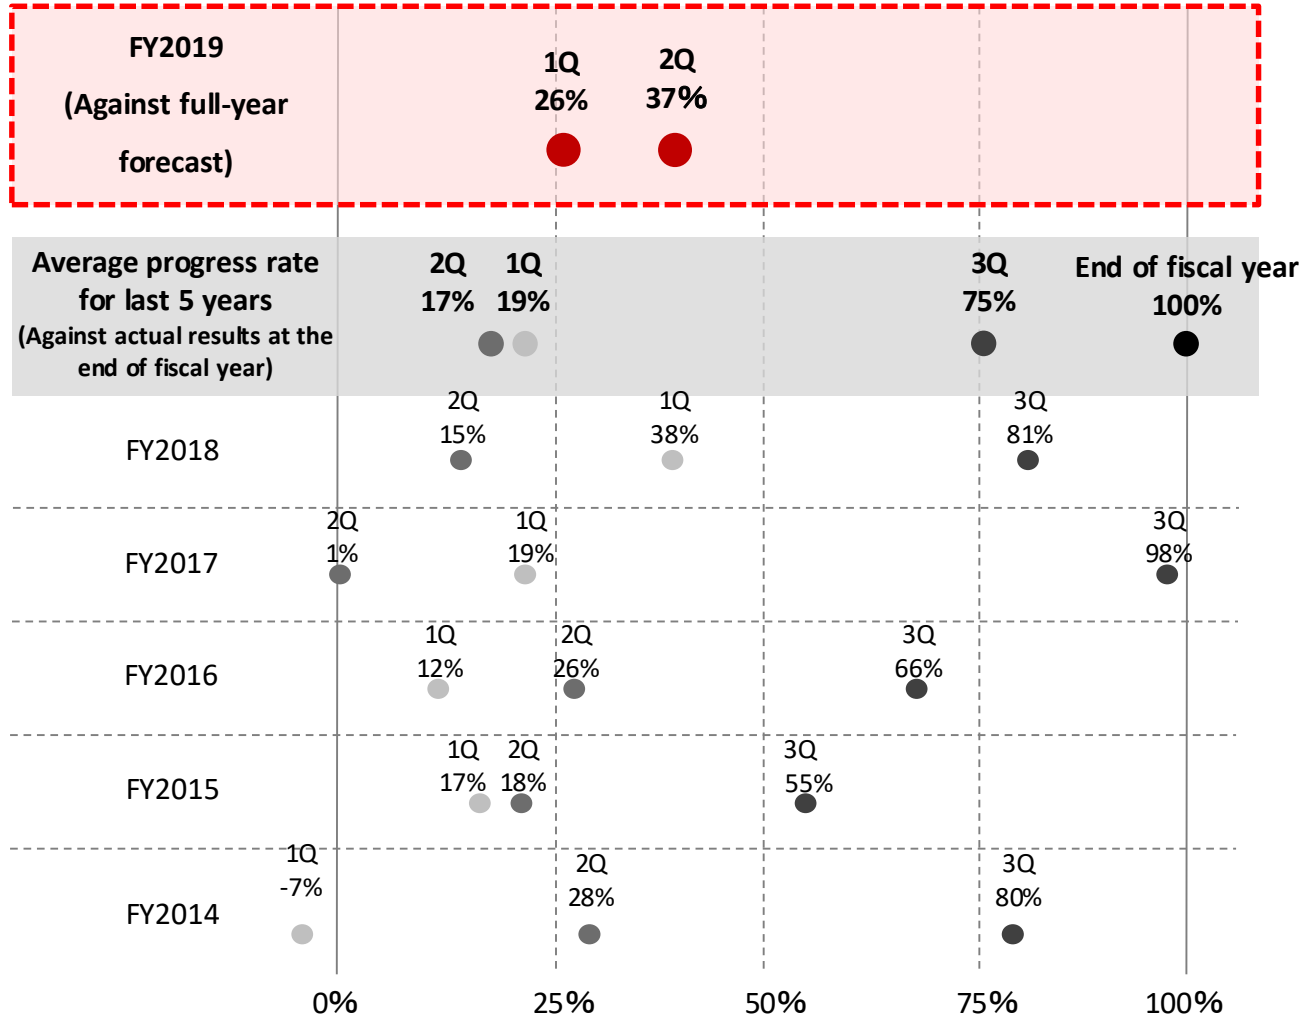 FY2019
(Against full-year
forecast)
1Q
26%
2Q
37%
Average progress rate
for last 5 years
(Against actual results at the
end of fiscal year)
2Q
17%
1Q
19%
3Q
75%
End of fiscal year
100%
FY2018
2Q
15%
1Q
38%
3Q
81%
FY2017
2Q
1%
1Q
19%
3Q
98%
FY2016
1Q
12%
2Q
26%
3Q
66%
FY2015
1Q
17%
2Q
18%
3Q
55%
FY2014
1Q
-7%
2Q
28%
3Q
80%
0% 25% 50% 75% 100%